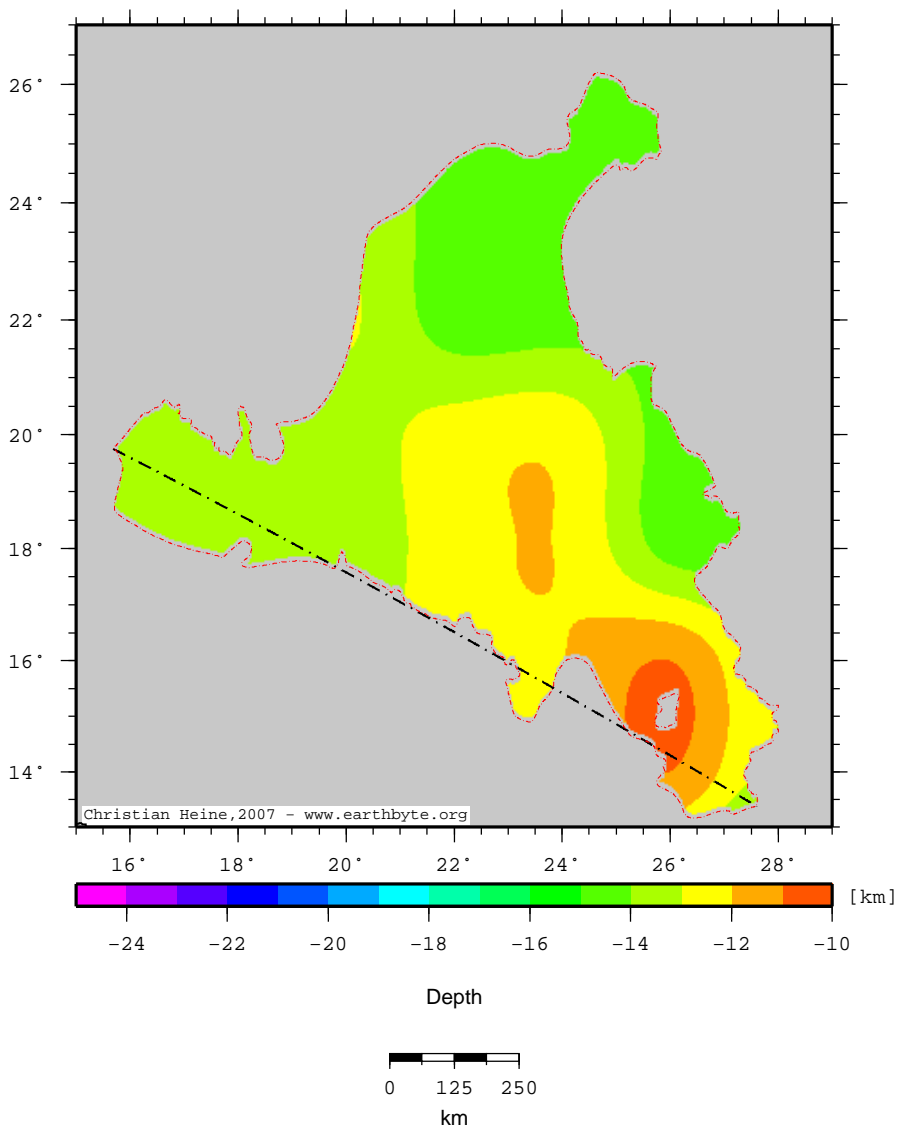 26°
24°
22°
20°
18°
16°
14°
Christian Heine,2007 - www.earthbyte.org
16° 18° 20° 22° 24° 26° 28°
[km]
−24 −22 −20 −18 −16 −14 −12 −10
Depth
0 125 250
km